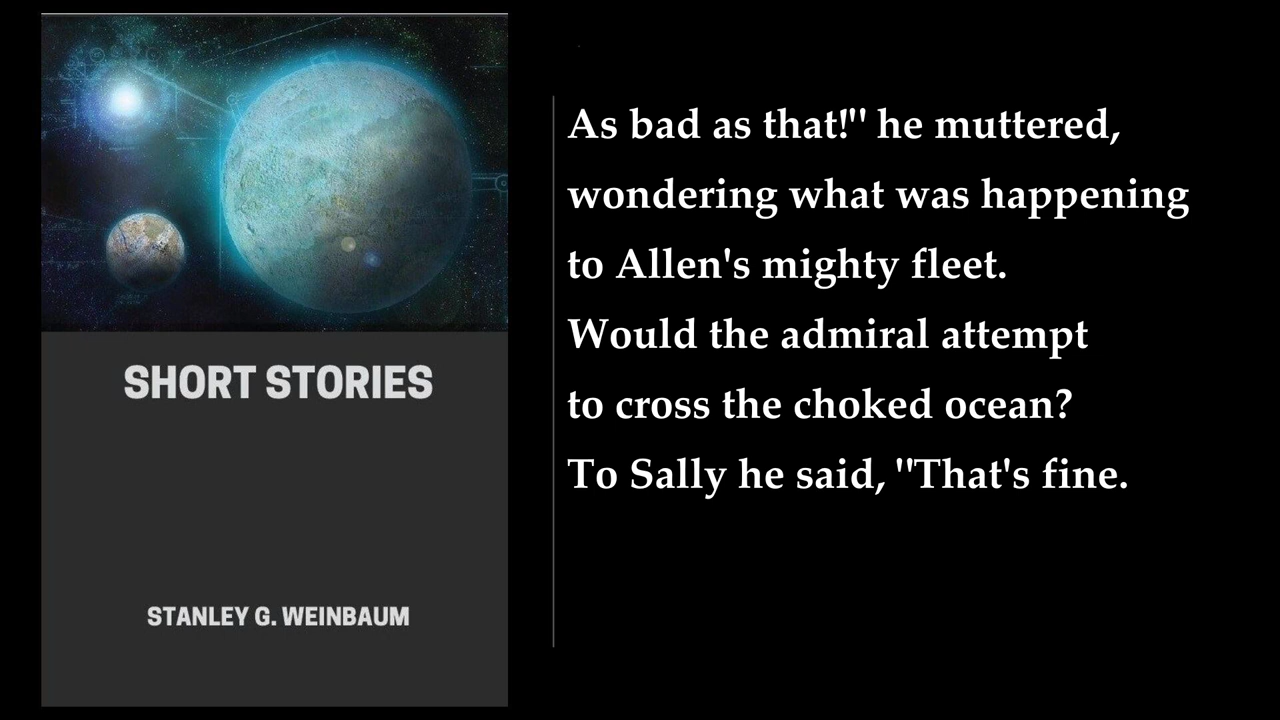 SHORT STORIES
STANLEY G. WEINBAUM
As bad as that!" he muttered,
wondering what was happening
to Allen's mighty fleet.
Would the admiral attempt
to cross the choked ocean?
To Sally he said, "That's fine.